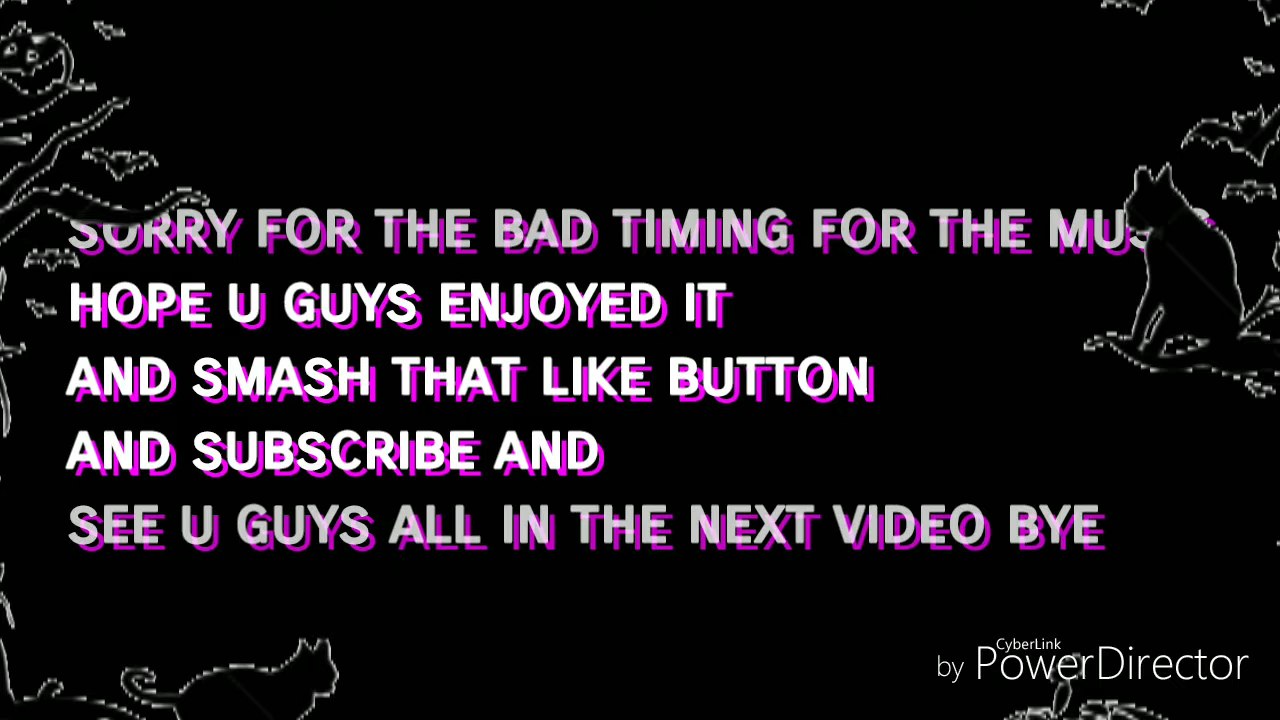 SORRY FOR THE BAD TIMING FOR THE
HOPE U GUYS ENJOYED IT
AND SMASH THAT LIKE BUTTON
AND SUBSCRIBE AND
SEE U GUYS ALL IN THE NEXT VIDEO BYE
CyberLink
by PowerDirector